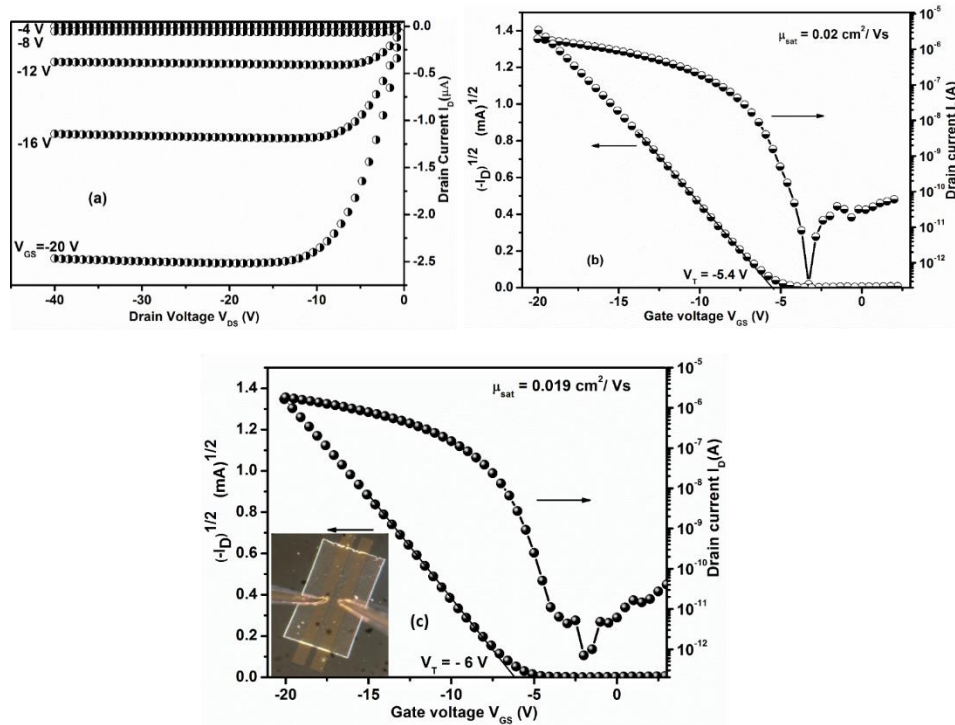 -4 V
-8 V
-12 V
-16 V
(a)
V_GS=-20 V
0.0
-0.5
-1.0
-1.5
-2.0
-2.5
Drain Current I_D(μA)
-40 -30 -20 -10 0
Drain Voltage V_DS (V)
1.4
1.2
1.0
0.8
0.6
0.4
0.2
0.0
(-I_D)^1/2 (mA)^1/2
μ_sat = 0.02 cm²/ Vs
(b)
V_T = -5.4 V
10^-5
10^-6
10^-7
10^-8
10^-9
10^-10
10^-11
10^-12
Drain current I_D (A)
-20 -15 -10 -5 0
Gate voltage V_GS (V)
1.4
1.2
1.0
0.8
0.6
0.4
0.2
0.0
(-I_D)^1/2 (mA)^1/2
μ_sat = 0.019 cm²/ Vs
(c)
V_T = - 6 V
10^-5
10^-6
10^-7
10^-8
10^-9
10^-10
10^-11
10^-12
Drain current I_D(A)
-20 -15 -10 -5 0
Gate voltage V_GS (V)